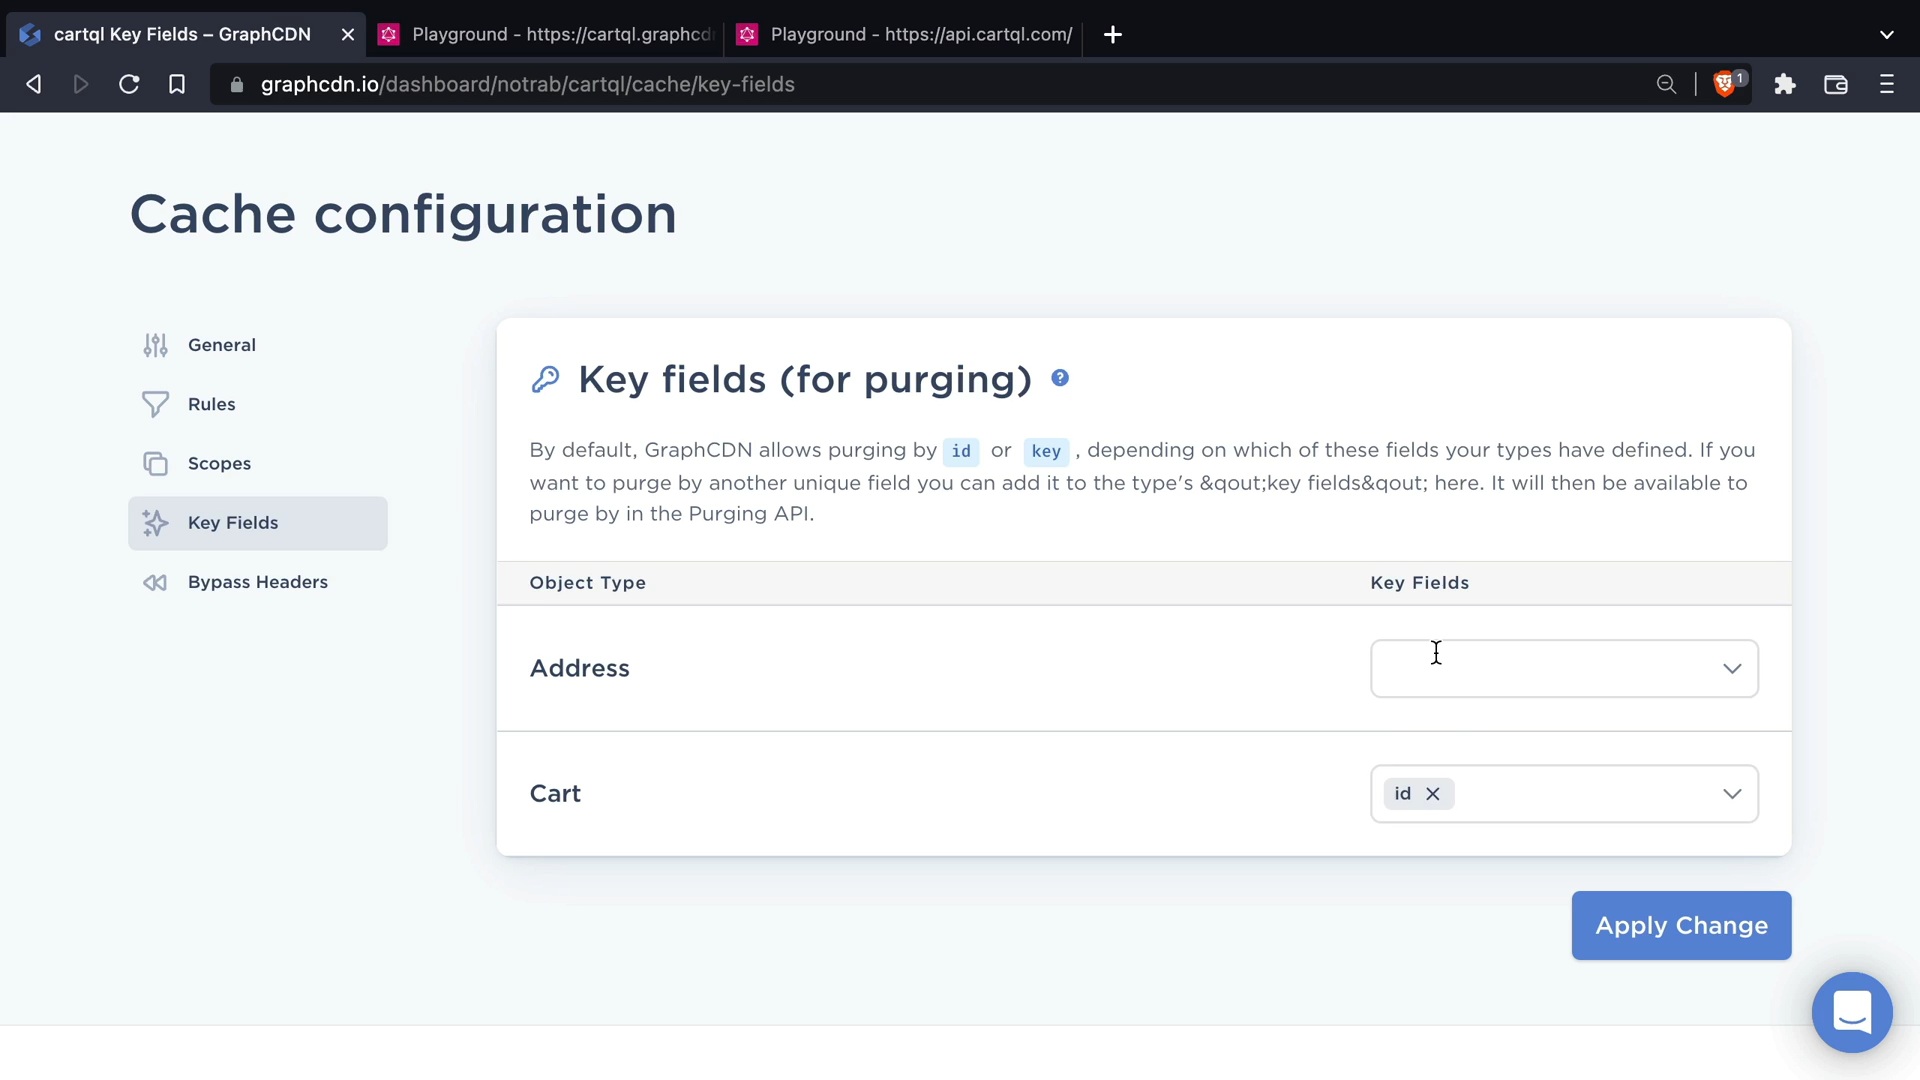 cartql Key Fields – GraphCDN
Playground - https://cartql.graphcd
Playground - https://api.cartql.com/
graphcdn.io/dashboard/notrab/cartql/cache/key-fields
1
Cache configuration
General
Rules
Scopes
Key Fields
Bypass Headers
Key fields (for purging)
?
By default, GraphCDN allows purging by id or key , depending on which of these fields your types have defined. If you
want to purge by another unique field you can add it to the type's &qout;key fields&qout; here. It will then be available to
purge by in the Purging API.
Object Type Key Fields
Address
Cart id
Apply Change